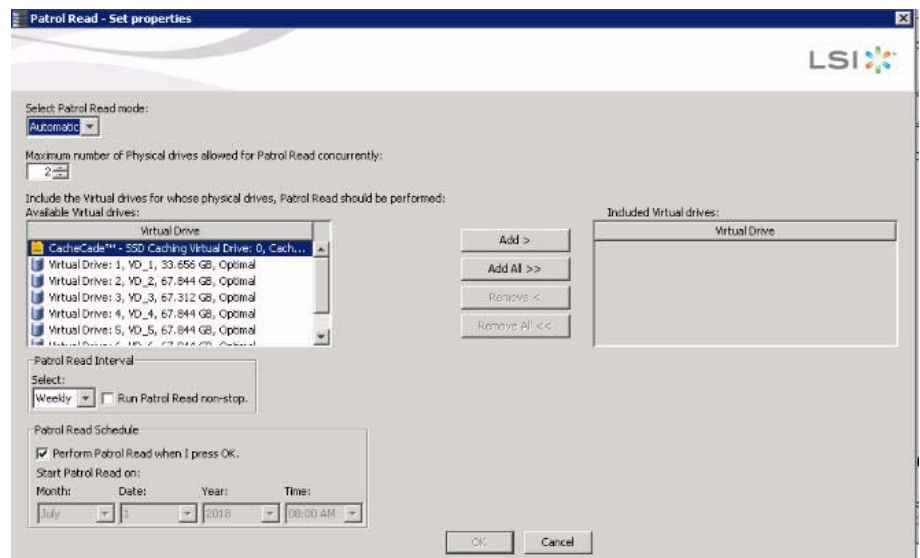 Patrol Read - Set properties
LSI
Select Patrol Read mode:
Automatic
Maximum number of Physical drives allowed for Patrol Read concurrently:
2
Include the Virtual drives for whose physical drives, Patrol Read should be performed:
Available Virtual drives:
Included Virtual drives:
Virtual Drive
Virtual Drive
CacheCade™ - SSD Caching Virtual Drive: 0, Cach...
Virtual Drive: 1, VD_1, 33.656 GB, Optimal
Virtual Drive: 2, VD_2, 67.844 GB, Optimal
Virtual Drive: 3, VD_3, 67.312 GB, Optimal
Virtual Drive: 4, VD_4, 67.844 GB, Optimal
Virtual Drive: 5, VD_5, 67.844 GB, Optimal
Add >
Add All >>
Remove <
Remove All <<
Patrol Read Interval
Select:
Weekly
Run Patrol Read non-stop.
Patrol Read Schedule
Perform Patrol Read when I press OK.
Start Patrol Read on:
Month: Date: Year: Time:
July 1 2018 08:00 AM
OK Cancel